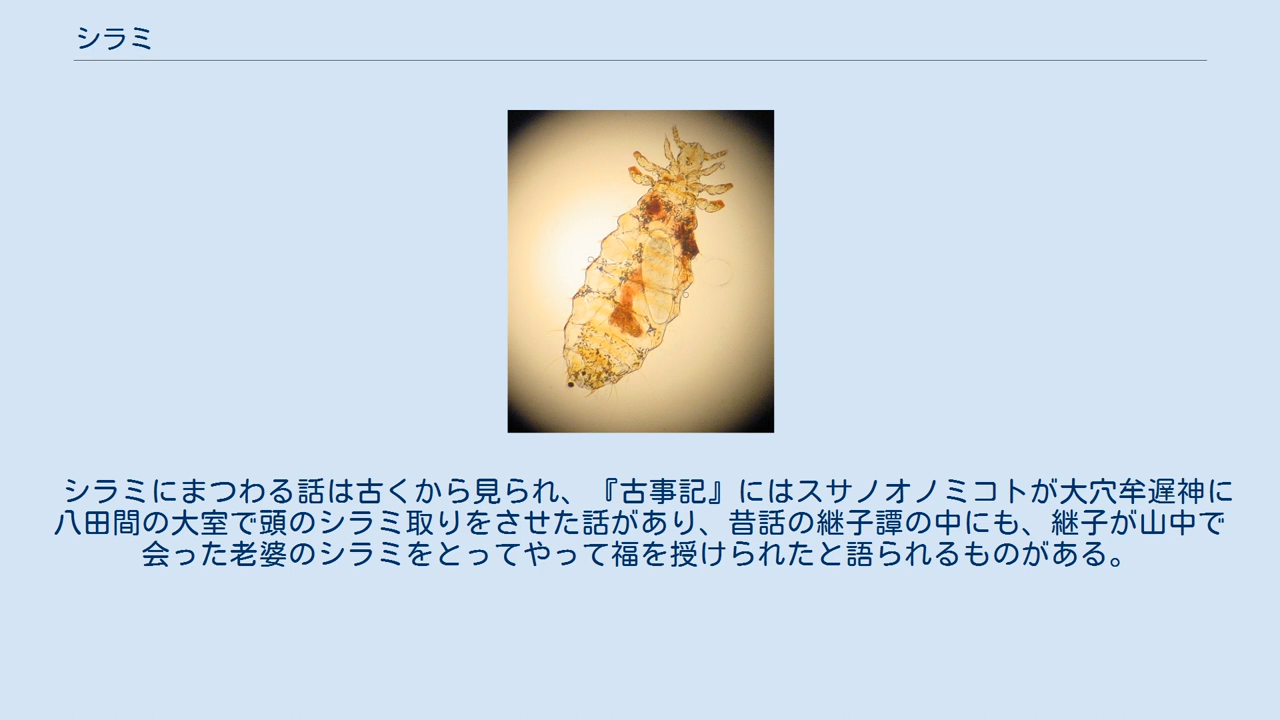 シラミ
シラミにまつわる話は古くから見られ、『古事記』にはスサノオノミコトが大穴牟遅神に
八田間の大室で頭のシラミ取りをさせた話があり、昔話の継子譚の中にも、継子が山中で
会った老婆のシラミをとってやって福を授けられたと語られるものがある。